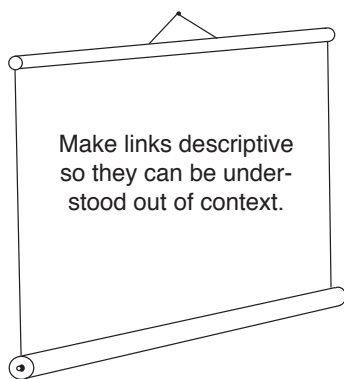 Make links descriptive
so they can be under-
stood out of context.